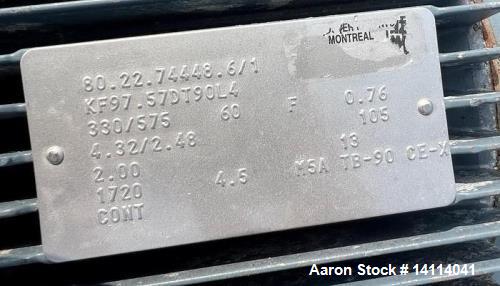 MONTREAL
80.22.74448.6/1
KF97.57DT90L4
330/575 60 F 0.76
4.32/2.48 105
2.00 13
1720 4.5 M5A TB-90 CE-X
CONT
Aaron Stock # 14114041